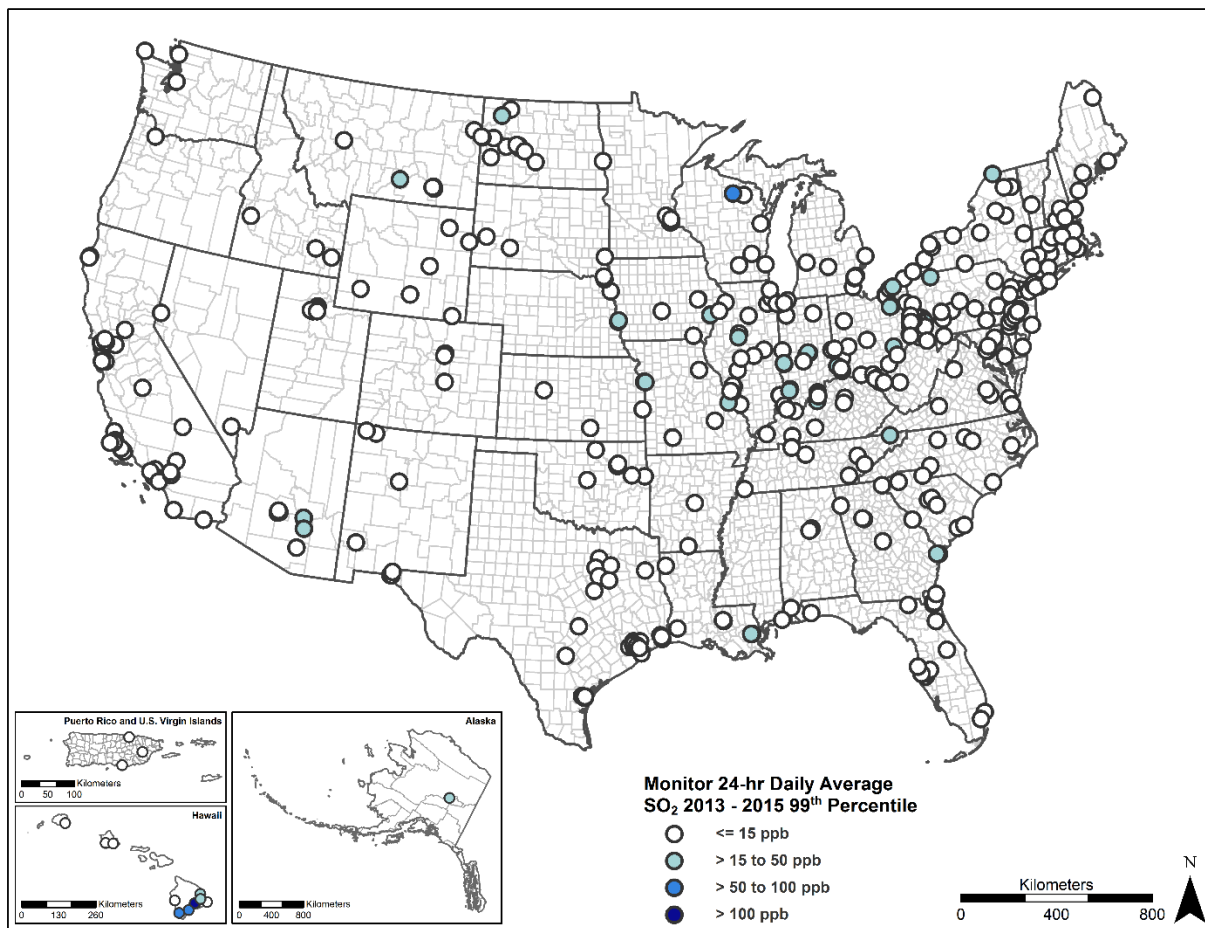 Puerto Rico and U.S. Virgin Islands
Kilometers
0 50 100
Hawaii
Kilometers
0 130 260
Alaska
Kilometers
0 400 800
Monitor 24-hr Daily Average
SO₂ 2013 - 2015 99ᵗʰ Percentile
<= 15 ppb
> 15 to 50 ppb
> 50 to 100 ppb
> 100 ppb
Kilometers
0 400 800
N